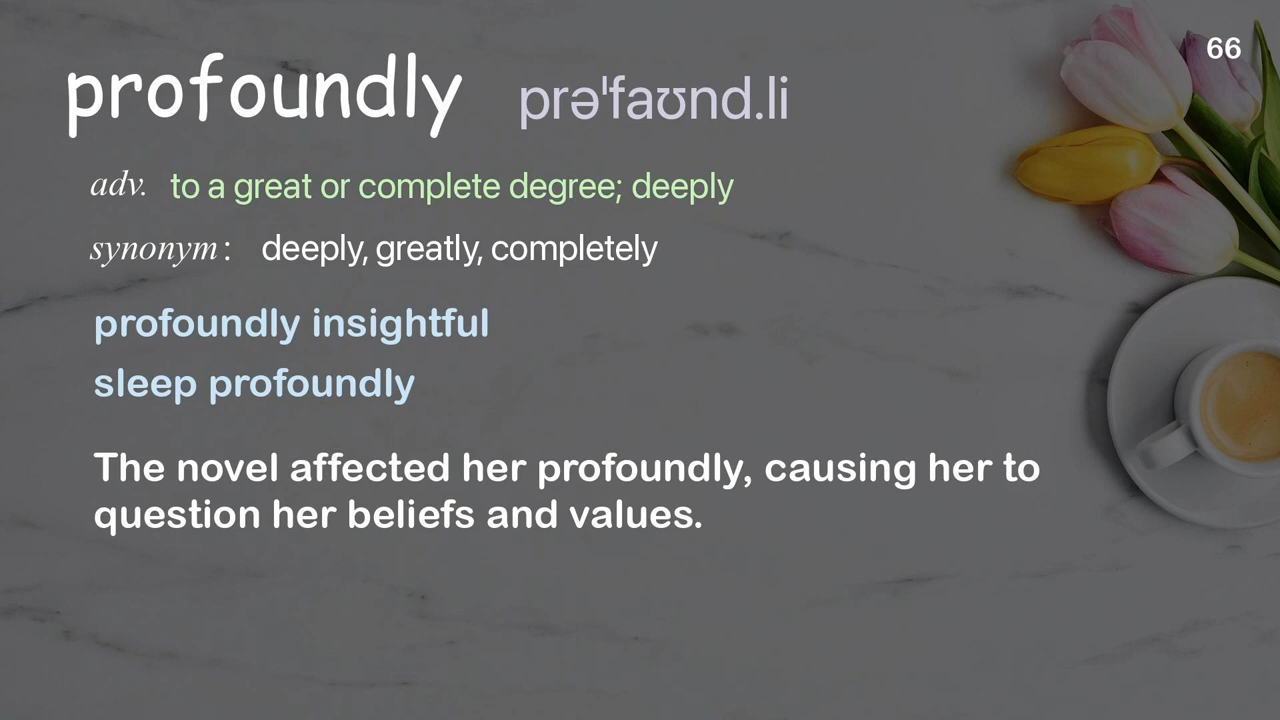 66
profoundly prəˈfaʊnd.li
adv. to a great or complete degree; deeply
synonym: deeply, greatly, completely
profoundly insightful
sleep profoundly
The novel affected her profoundly, causing her to
question her beliefs and values.